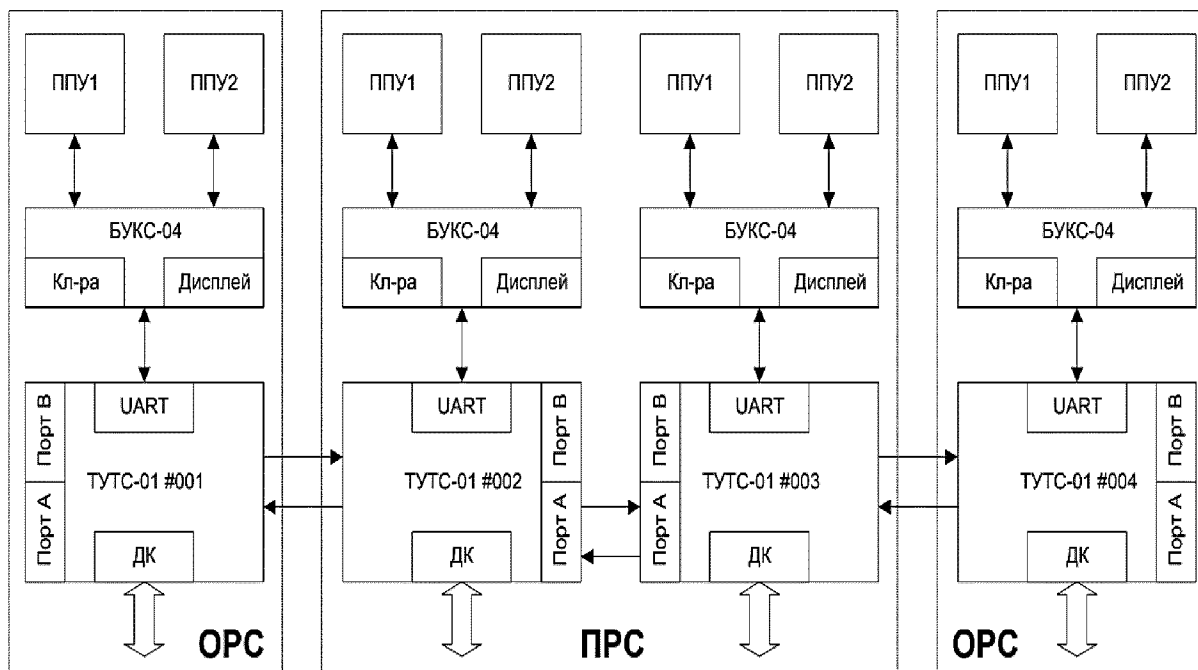 ППУ1 ППУ2 ППУ1 ППУ2 ППУ1 ППУ2 ППУ1 ППУ2
БУКС-04 БУКС-04 БУКС-04 БУКС-04
Кл-ра Дисплей Кл-ра Дисплей Кл-ра Дисплей Кл-ра Дисплей
UART UART UART UART
Порт B Порт B Порт B Порт B
ТУТС-01 #001 ТУТС-01 #002 ТУТС-01 #003 ТУТС-01 #004
Порт A Порт A Порт A Порт A
ДК ДК ДК ДК
ОРС ПРС ОРС